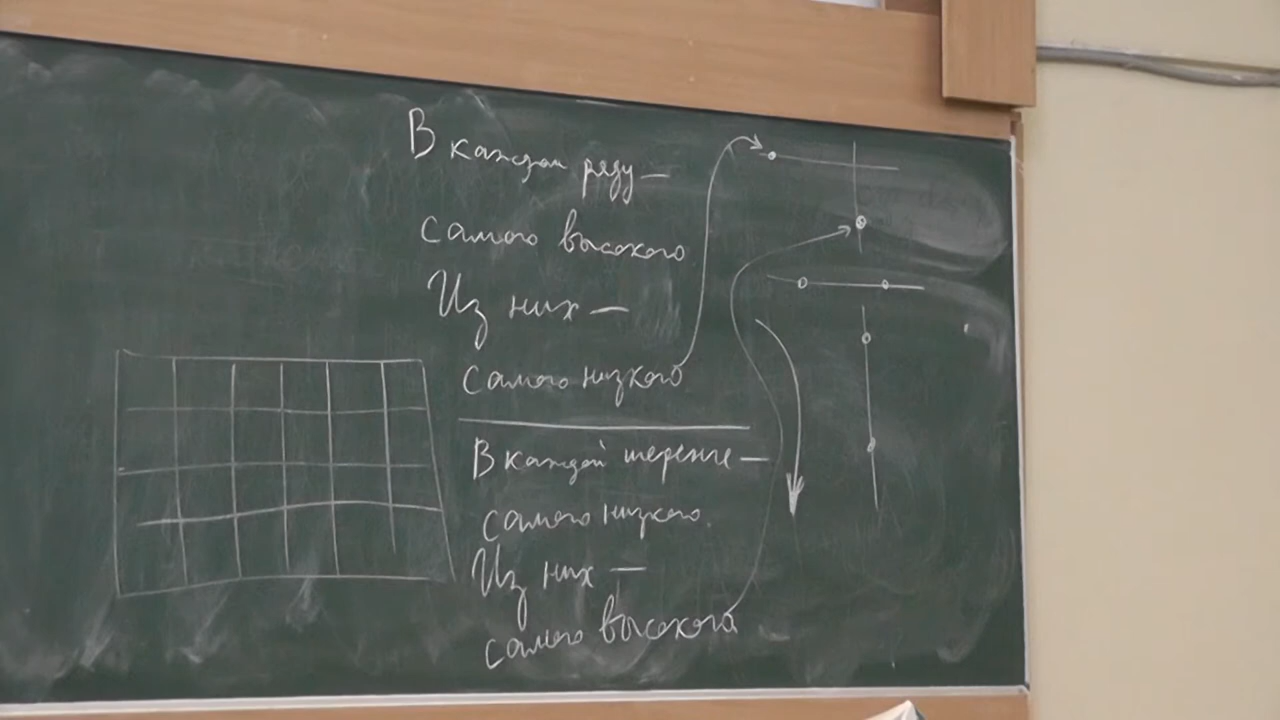 В каждом ряду —
самого высокого
Из них —
самого низкого
В каждой шеренге —
самого низкого.
Из них —
самого высокого